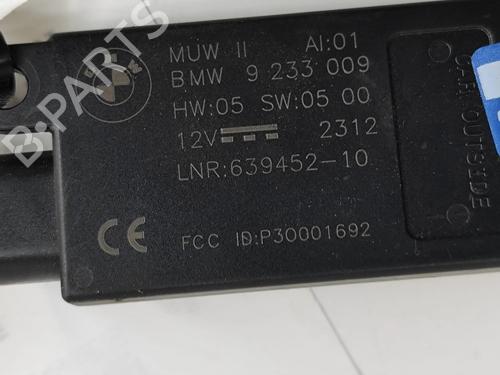 MUW II AI:01
BMW 9 233 009
HW:05 SW:05 00
12V 2312
LNR:639452-10
CE FCC ID:P30001692
CAR OUTSIDE
B-PARTS